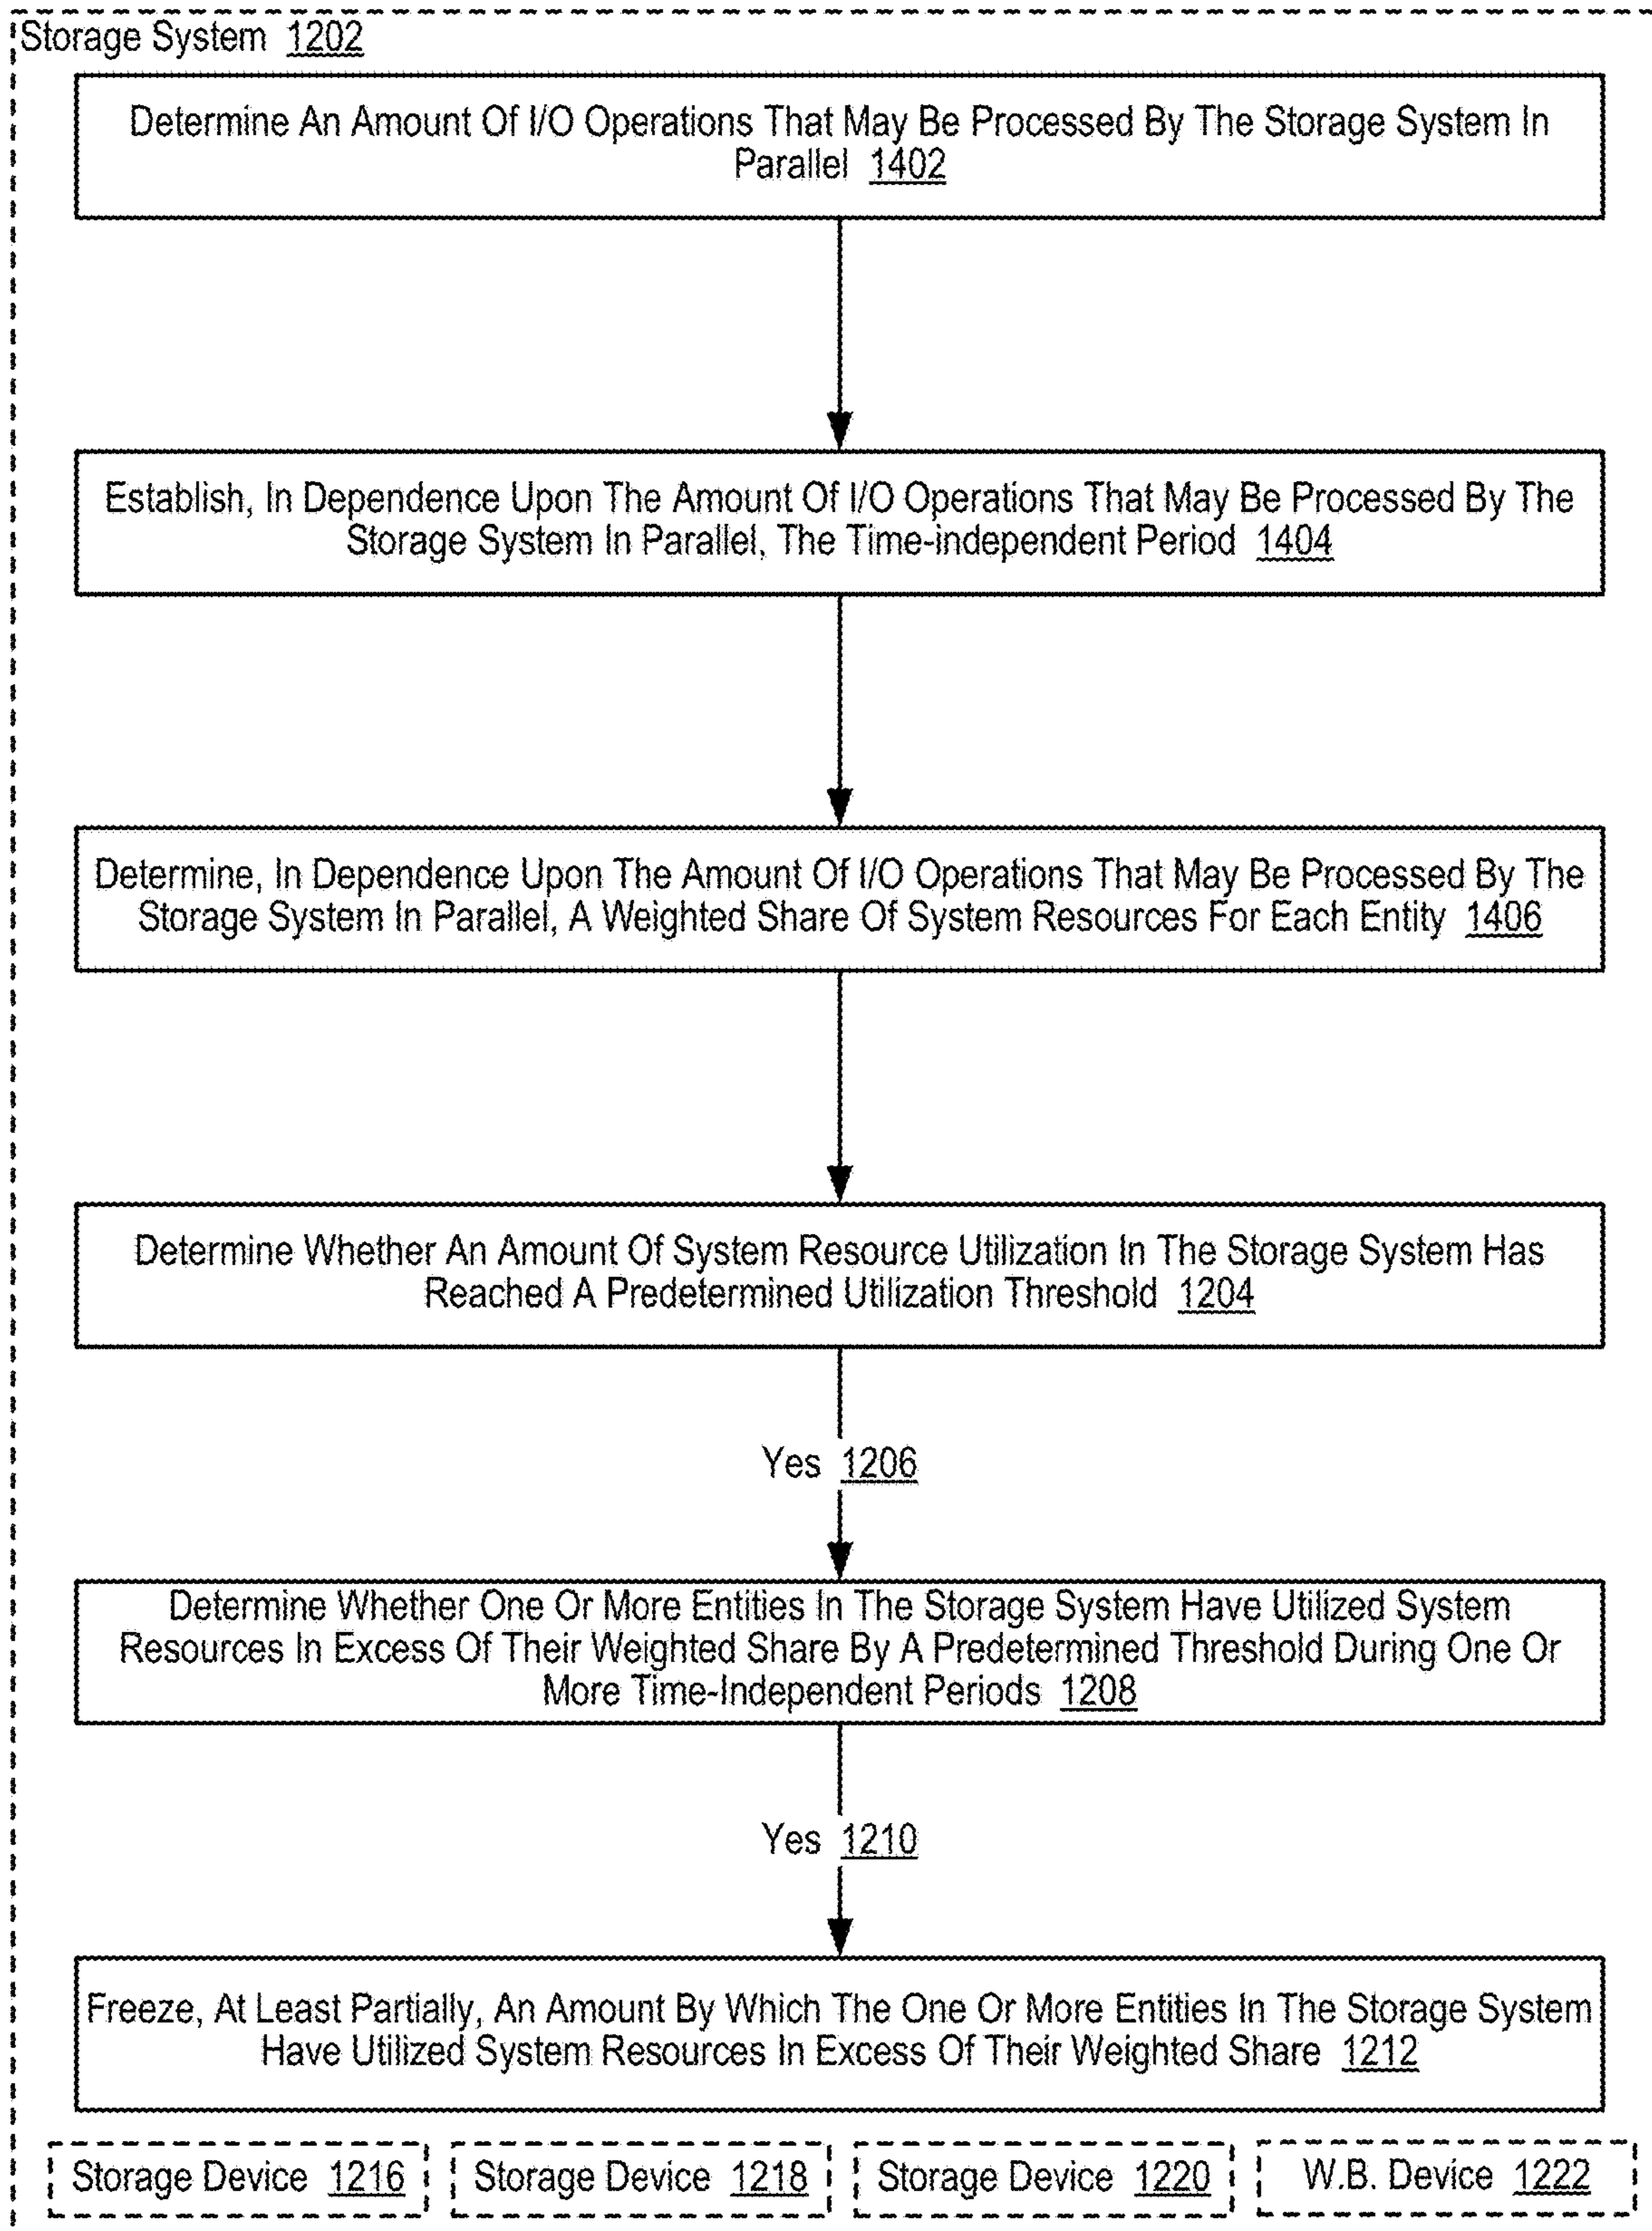 Storage System 1202
Determine An Amount Of I/O Operations That May Be Processed By The Storage System In
Parallel 1402
Establish, In Dependence Upon The Amount Of I/O Operations That May Be Processed By The
Storage System In Parallel, The Time-independent Period 1404
Determine, In Dependence Upon The Amount Of I/O Operations That May Be Processed By The
Storage System In Parallel, A Weighted Share Of System Resources For Each Entity 1406
Determine Whether An Amount Of System Resource Utilization In The Storage System Has
Reached A Predetermined Utilization Threshold 1204
Yes 1206
Determine Whether One Or More Entities In The Storage System Have Utilized System
Resources In Excess Of Their Weighted Share By A Predetermined Threshold During One Or
More Time-Independent Periods 1208
Yes 1210
Freeze, At Least Partially, An Amount By Which The One Or More Entities In The Storage System
Have Utilized System Resources In Excess Of Their Weighted Share 1212
Storage Device 1216
Storage Device 1218
Storage Device 1220
W.B. Device 1222